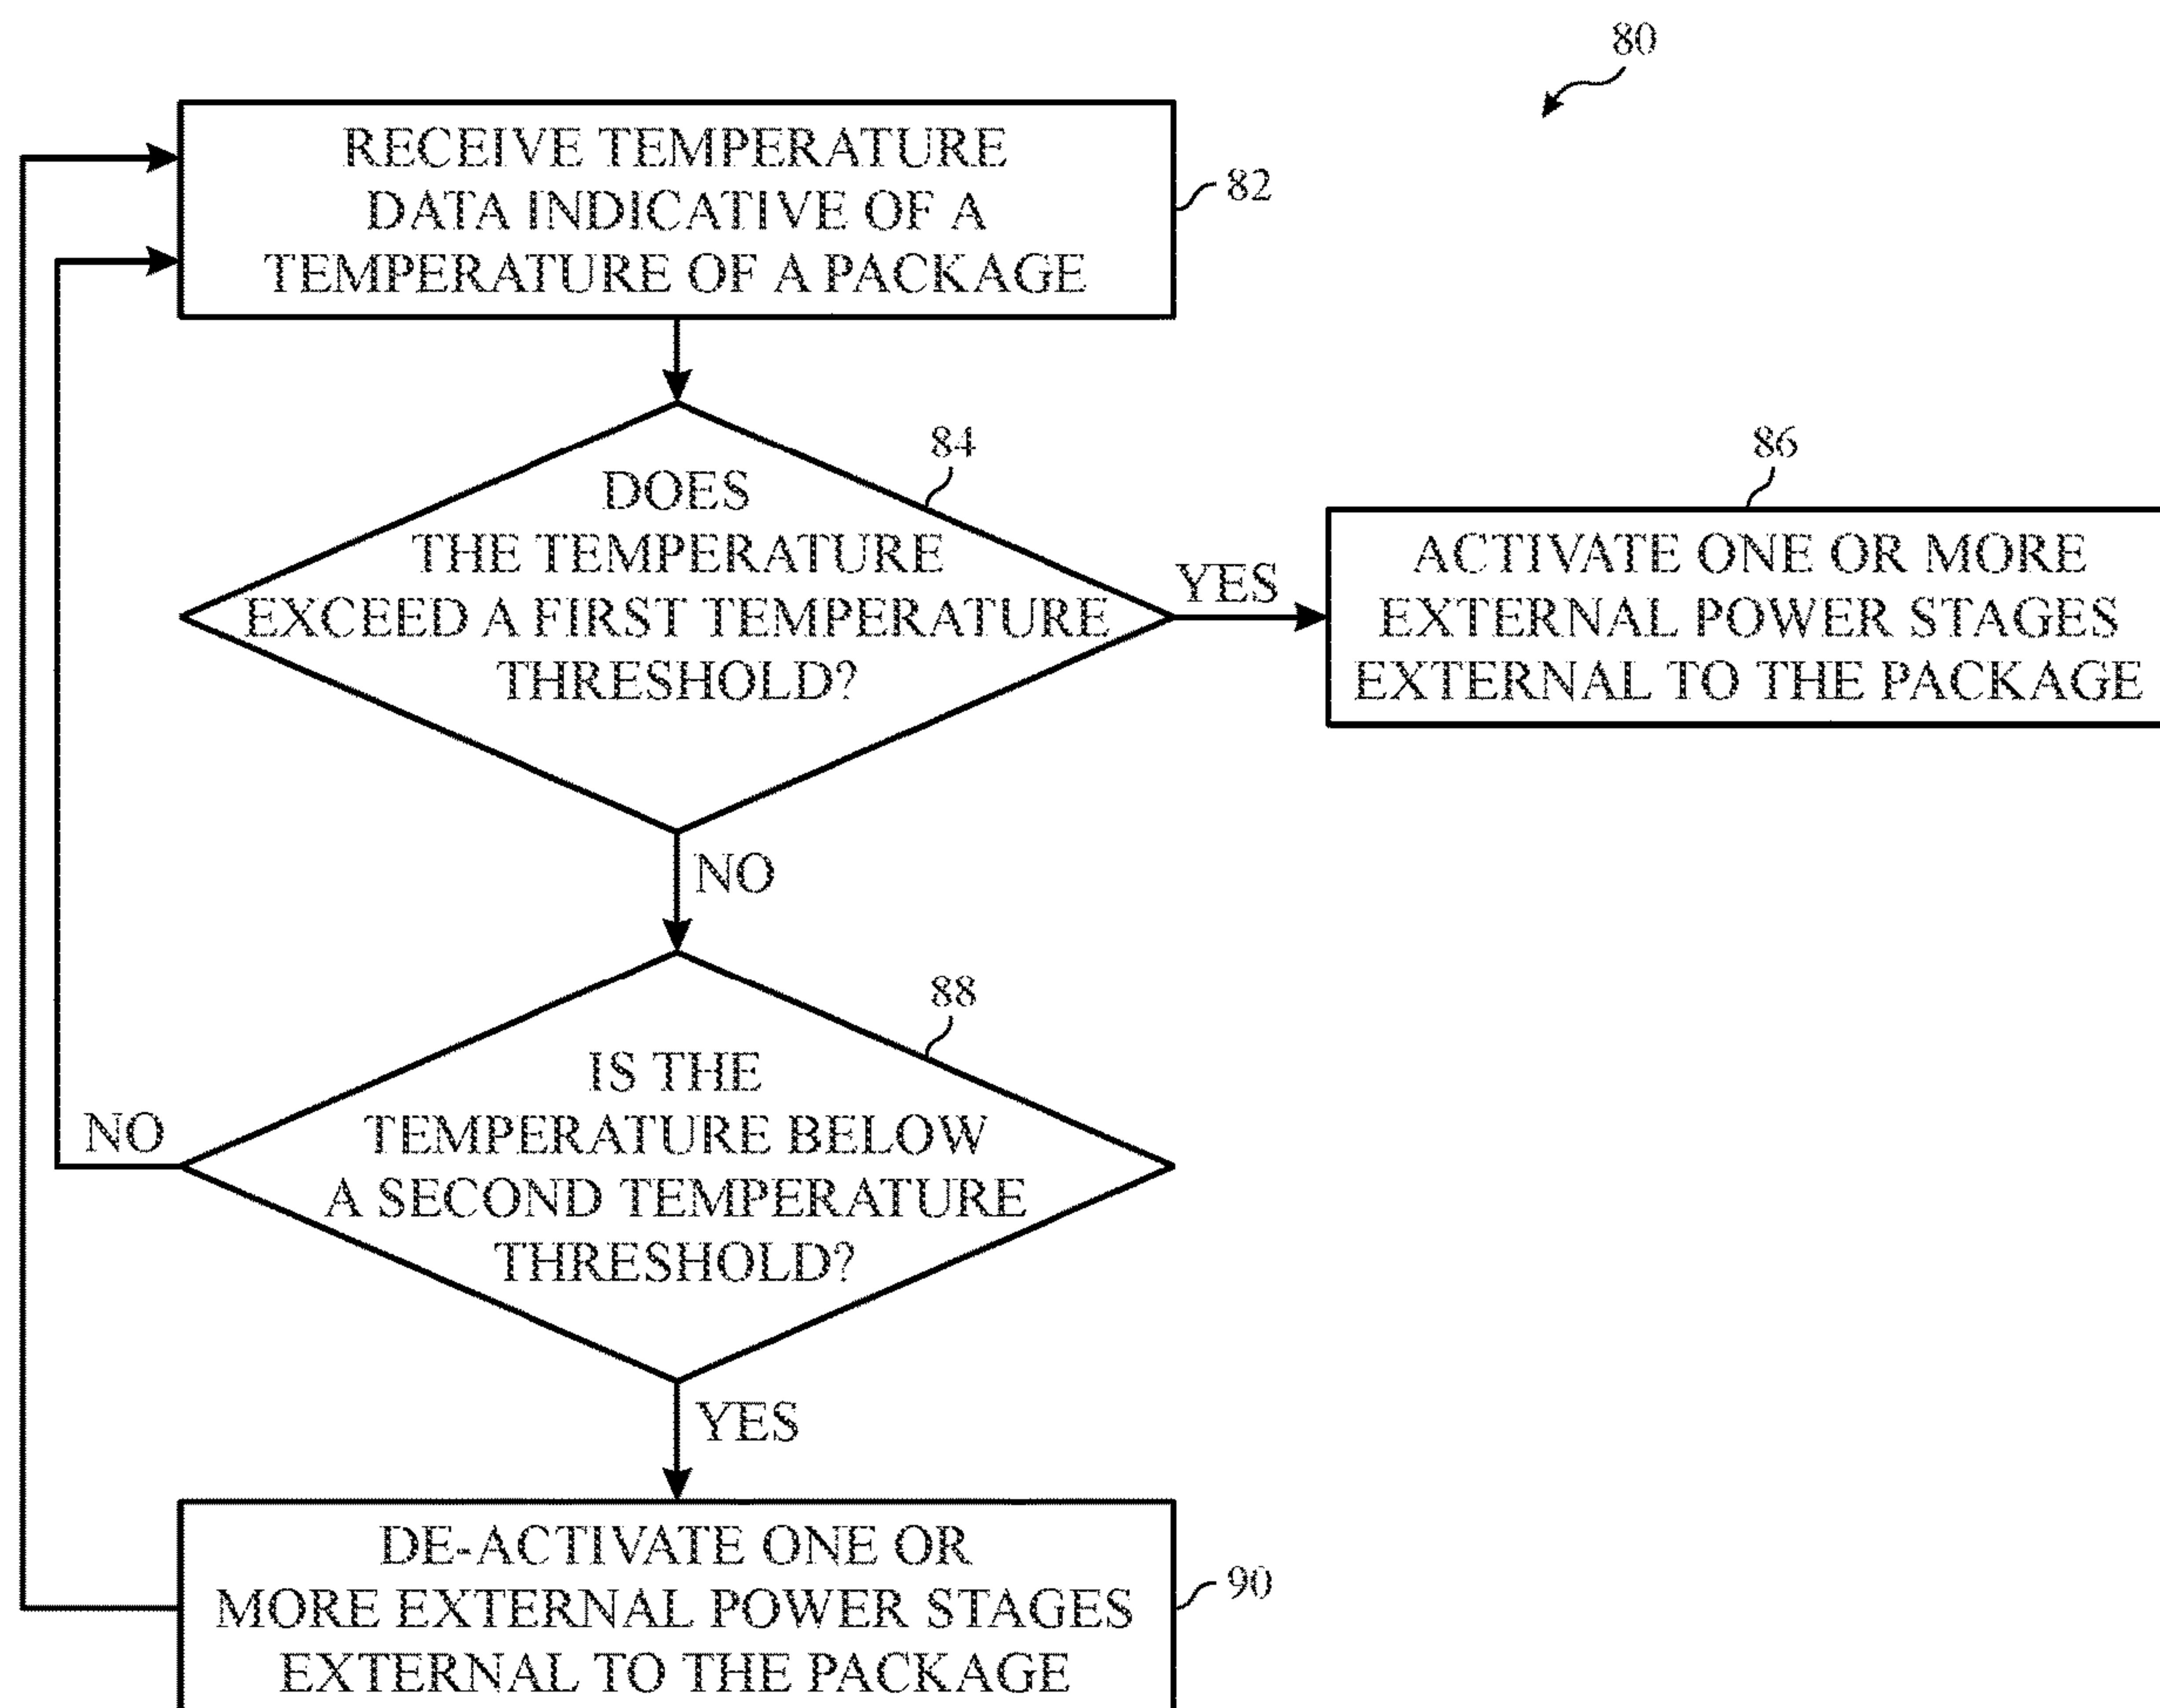 80
RECEIVE TEMPERATURE
DATA INDICATIVE OF A
TEMPERATURE OF A PACKAGE
82
84
DOES
THE TEMPERATURE
EXCEED A FIRST TEMPERATURE
THRESHOLD?
YES
86
ACTIVATE ONE OR MORE
EXTERNAL POWER STAGES
EXTERNAL TO THE PACKAGE
NO
88
IS THE
TEMPERATURE BELOW
A SECOND TEMPERATURE
THRESHOLD?
NO
YES
DE-ACTIVATE ONE OR
MORE EXTERNAL POWER STAGES
EXTERNAL TO THE PACKAGE
90